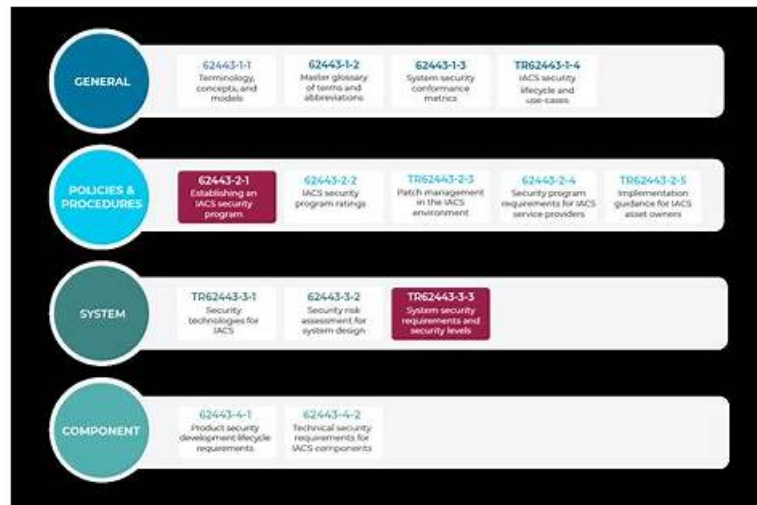 GENERAL
62443-1-1
Terminology,
concepts, and
models
62443-1-2
Master glossary
of terms and
abbreviations
62443-1-3
System security
conformance
metrics
TR62443-1-4
IACS security
lifecycle and
use-cases
POLICIES &
PROCEDURES
62443-2-1
Establishing an
IACS security
program
62443-2-2
IACS security
program ratings
TR62443-2-3
Patch management
in the IACS
environment
62443-2-4
Security program
requirements for IACS
service providers
TR62443-2-5
Implementation
guidance for IACS
asset owners
SYSTEM
TR62443-3-1
Security
technologies for
IACS
62443-3-2
Security risk
assessment for
system design
TR62443-3-3
System security
requirements and
security levels
COMPONENT
62443-4-1
Product security
development lifecycle
requirements
62443-4-2
Technical security
requirements for
IACS components